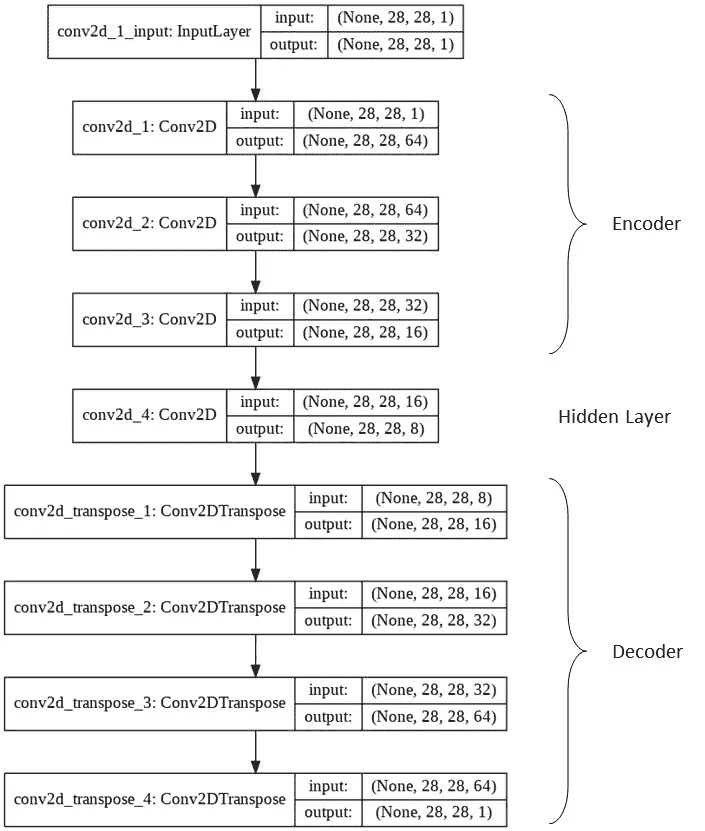 conv2d_1_input: InputLayer input: (None, 28, 28, 1)
output: (None, 28, 28, 1)
conv2d_1: Conv2D input: (None, 28, 28, 1)
output: (None, 28, 28, 64)
conv2d_2: Conv2D input: (None, 28, 28, 64)
output: (None, 28, 28, 32)
Encoder
conv2d_3: Conv2D input: (None, 28, 28, 32)
output: (None, 28, 28, 16)
conv2d_4: Conv2D input: (None, 28, 28, 16)
output: (None, 28, 28, 8)
Hidden Layer
conv2d_transpose_1: Conv2DTranspose input: (None, 28, 28, 8)
output: (None, 28, 28, 16)
conv2d_transpose_2: Conv2DTranspose input: (None, 28, 28, 16)
output: (None, 28, 28, 32)
Decoder
conv2d_transpose_3: Conv2DTranspose input: (None, 28, 28, 32)
output: (None, 28, 28, 64)
conv2d_transpose_4: Conv2DTranspose input: (None, 28, 28, 64)
output: (None, 28, 28, 1)